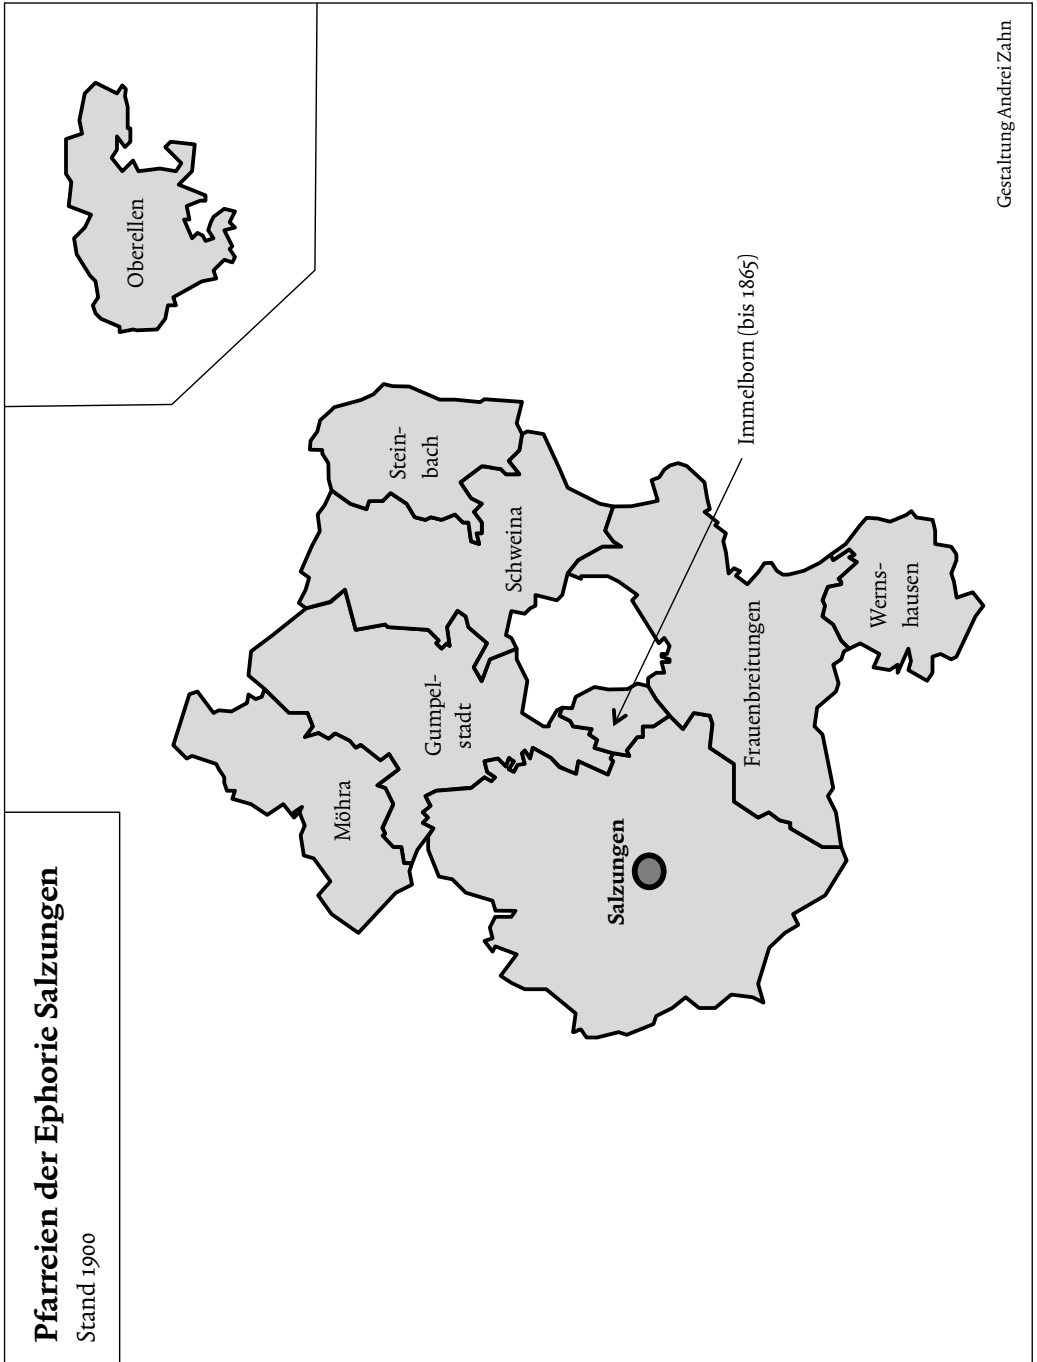 Pfarreien der Ephorie Salzungen
Stand 1900
Oberellen
Stein-
bach
Schweina
Immelborn (bis 1865)
Möhra
Gumpel-
stadt
Salzungen
Frauenbreitungen
Werns-
hausen
Gestaltung Andrei Zahn